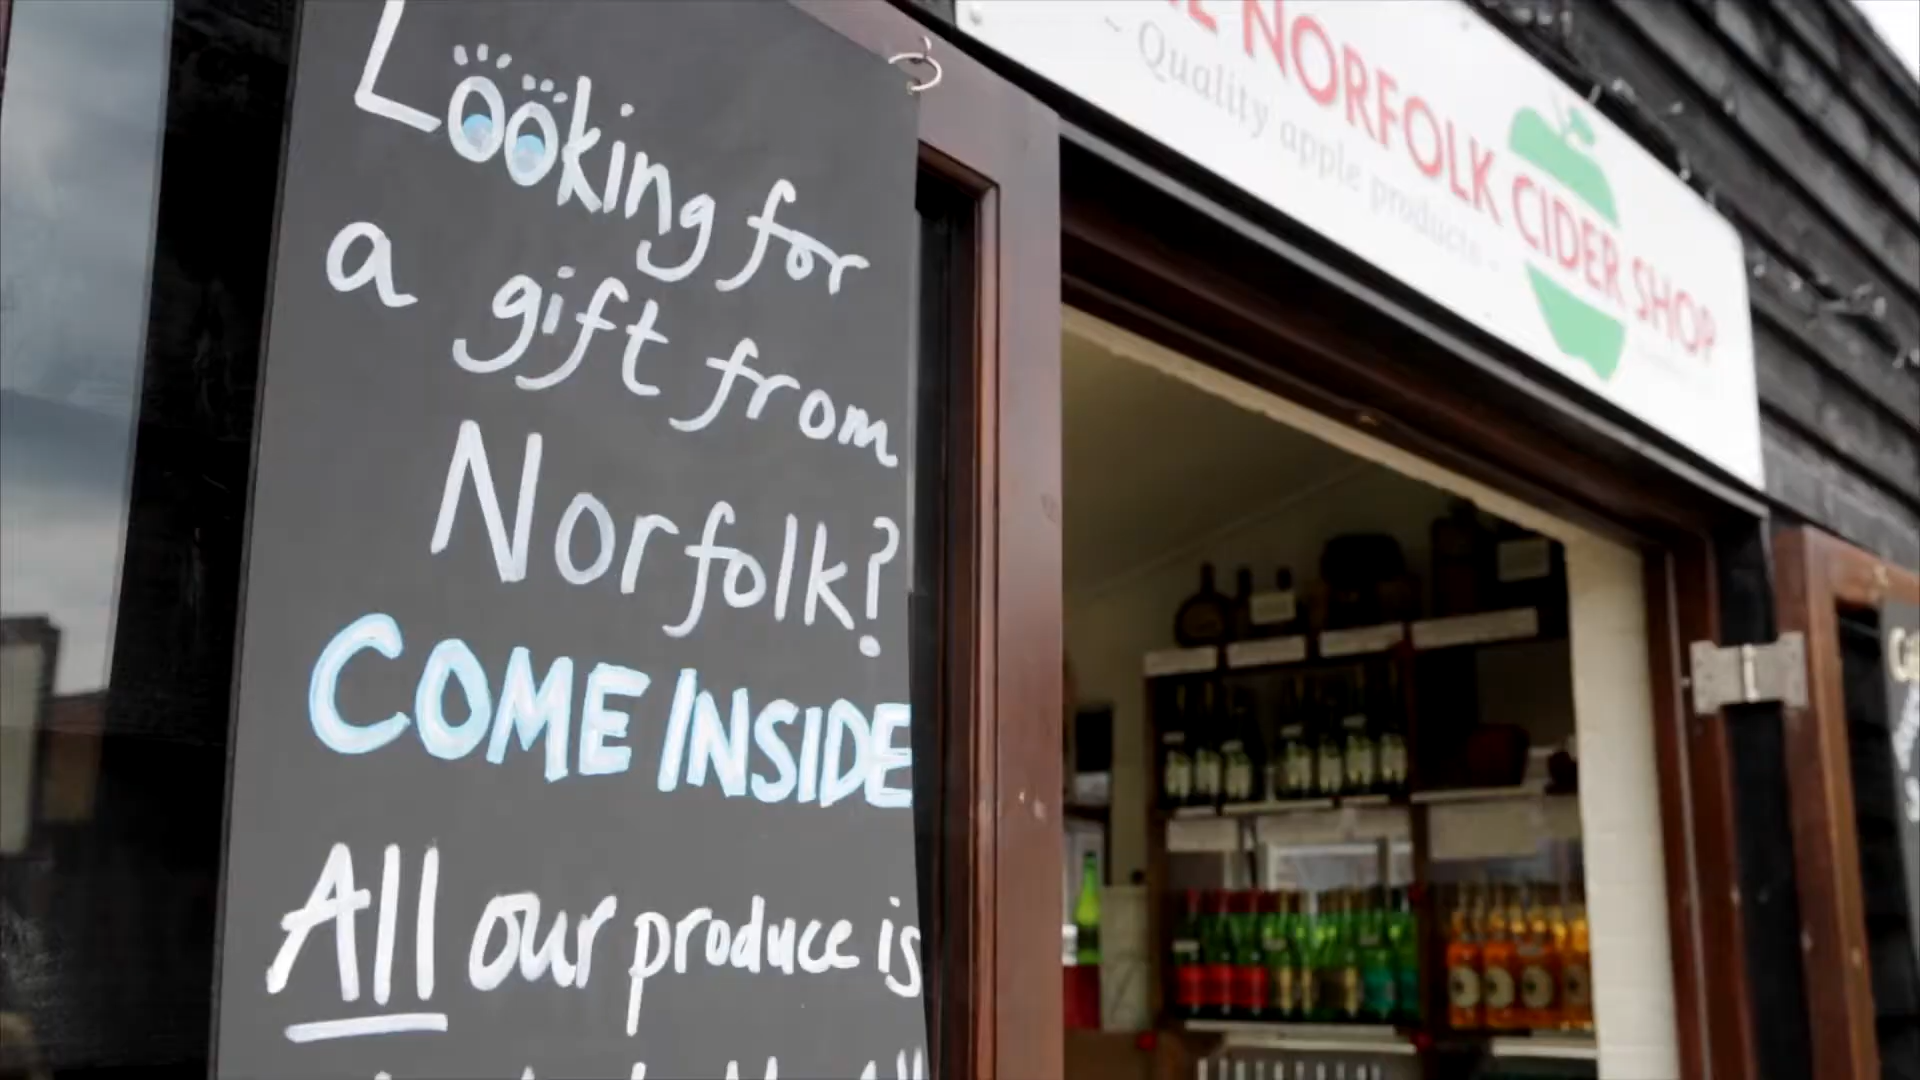 Looking for
a gift from
Norfolk?
COME INSIDE
All our produce is
NORFOLK CIDER SHOP
~ Quality apple products ~